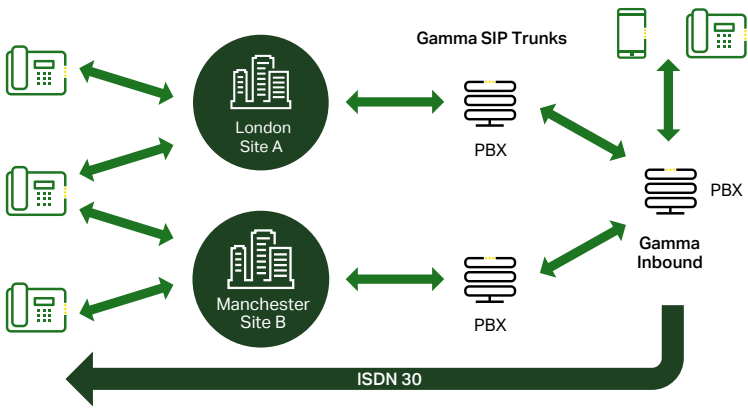 Gamma SIP Trunks
London
Site A
PBX
PBX
Gamma
Inbound
Manchester
Site B
PBX
ISDN 30